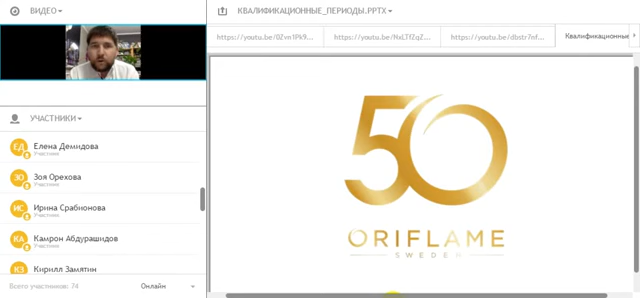 ВИДЕО
КВАЛИФИКАЦИОННЫЕ_ПЕРИОДЫ.PPTX
https://youtu.be/0Zvn1Pk9...
https://youtu.be/NxLTfZqZ...
https://youtu.be/dbstr7nf...
Квалификационные
УЧАСТНИКИ
ЕД
Елена Демидова
Участник
ЗО
Зоя Орехова
Участник
ИС
Ирина Срабионова
Участник
КА
Камрон Абдурашидов
Участник
КЗ
Кирилл Замятин
Всего участников: 74
Онлайн
50
ORIFLAME
SWEDEN